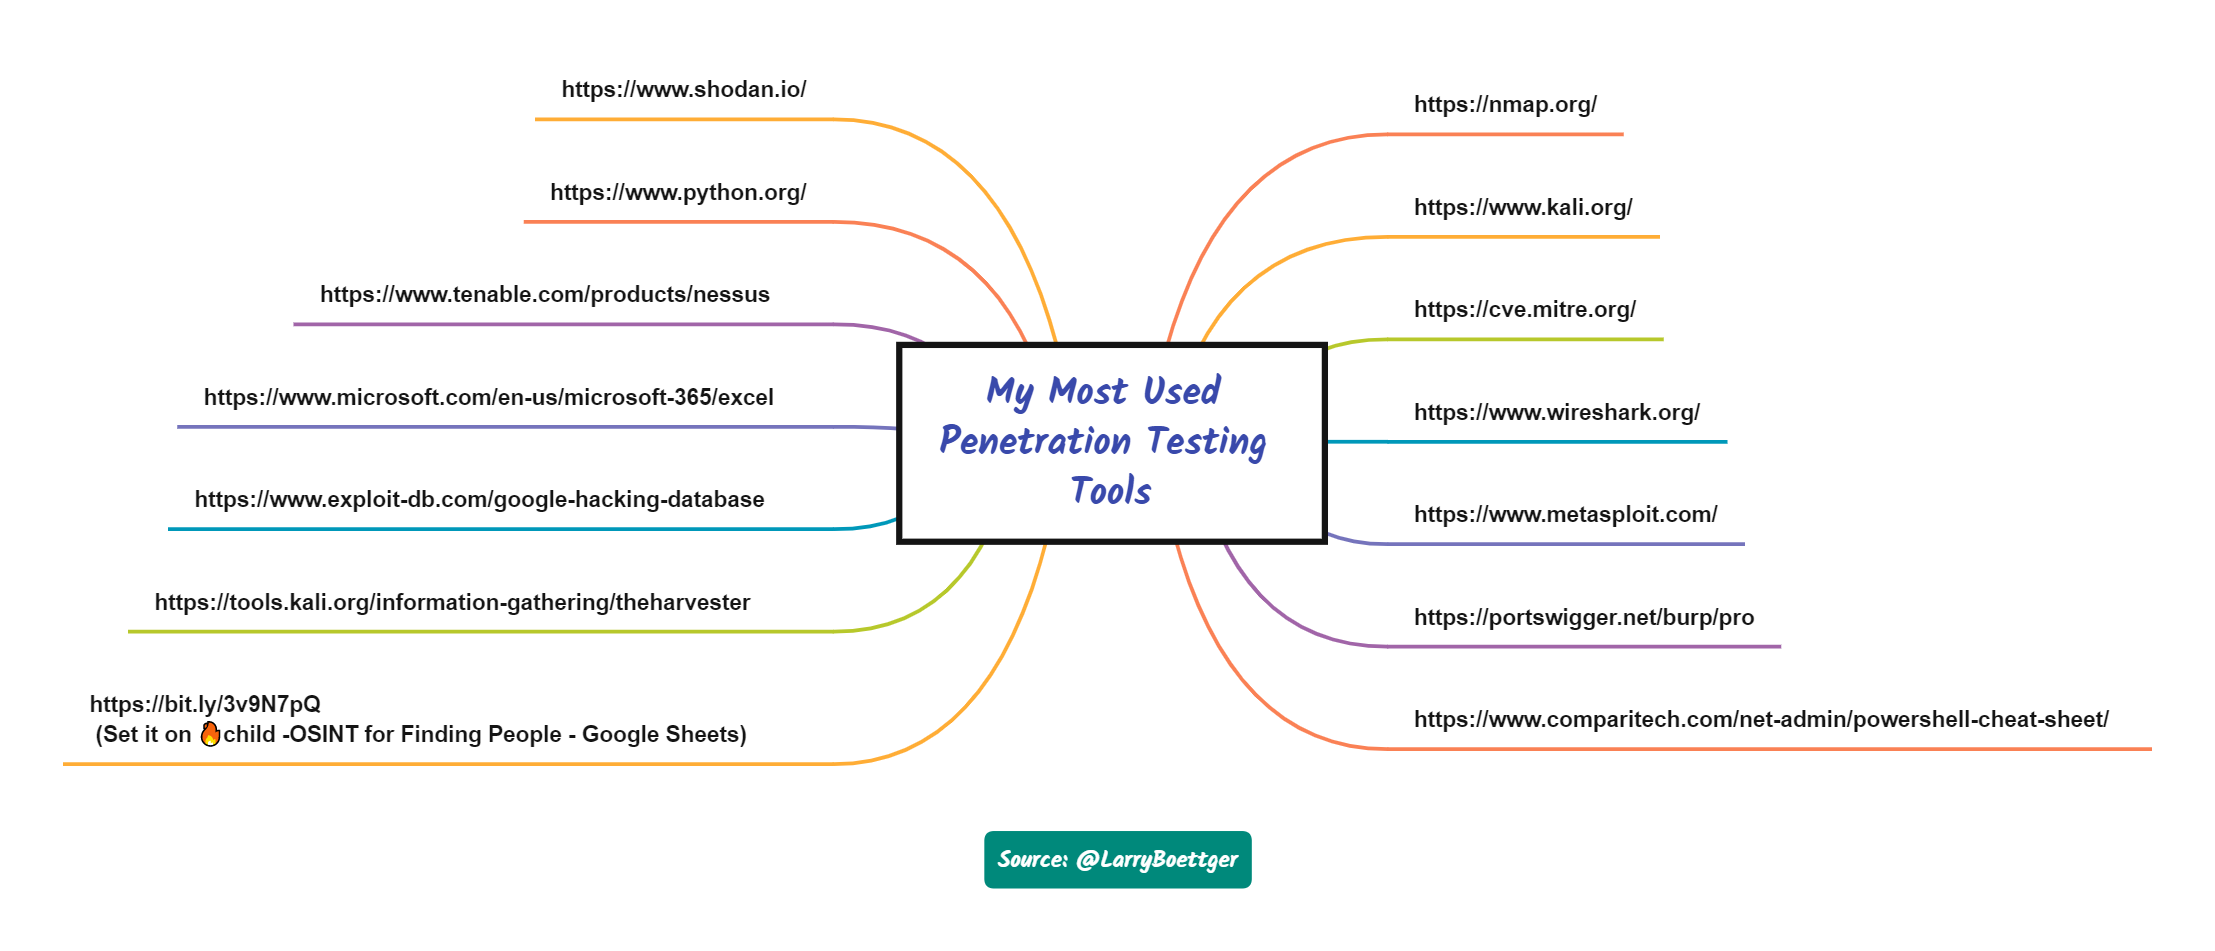 My Most Used
Penetration Testing
Tools
https://www.shodan.io/
https://www.python.org/
https://www.tenable.com/products/nessus
https://www.microsoft.com/en-us/microsoft-365/excel
https://www.exploit-db.com/google-hacking-database
https://tools.kali.org/information-gathering/theharvester
https://bit.ly/3v9N7pQ
(Set it on 🔥child -OSINT for Finding People - Google Sheets)
https://nmap.org/
https://www.kali.org/
https://cve.mitre.org/
https://www.wireshark.org/
https://www.metasploit.com/
https://portswigger.net/burp/pro
https://www.comparitech.com/net-admin/powershell-cheat-sheet/
Source: @LarryBoettger